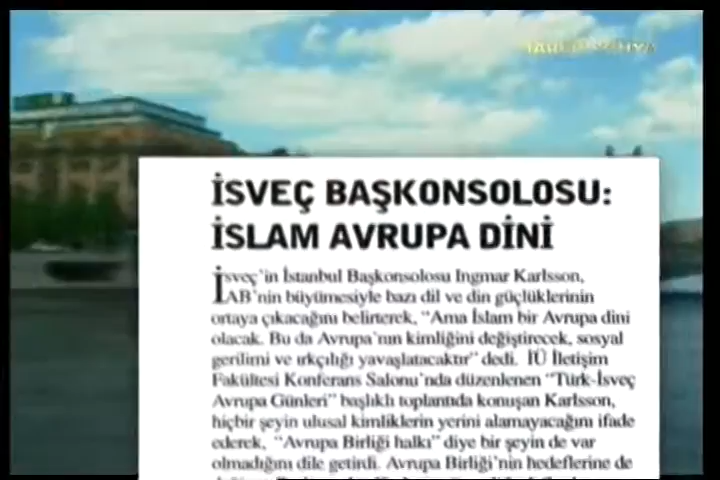 İSVEÇ BAŞKONSOLOSU:
İSLAM AVRUPA DİNİ
İsveç'in İstanbul Başkonsolosu Ingmar Karlsson,
AB'nin büyümesiyle bazı dil ve din güçlüklerinin
ortaya çıkacağını belirterek, "Ama İslam bir Avrupa dini
olacak. Bu da Avrupa'nın kimliğini değiştirecek, sosyal
gerilimi ve ırkçılığı yavaşlatacaktır" dedi. İÜ İletişim
Fakültesi Konferans Salonu'nda düzenlenen "Türk-İsveç
Avrupa Günleri" başlıklı toplantıda konuşan Karlsson,
hiçbir şeyin ulusal kimliklerin yerini alamayacağını ifade
ederek, "Avrupa Birliği halkı" diye bir şeyin de var
olmadığını dile getirdi. Avrupa Birliği'nin hedeflerine de